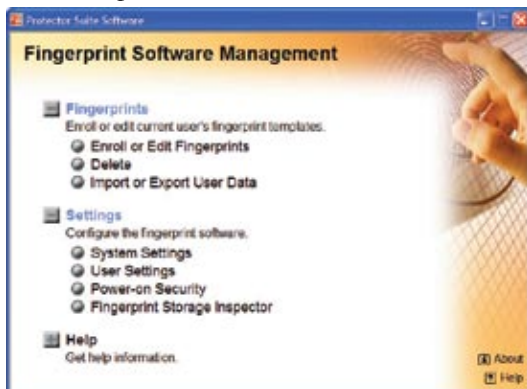 Protector Suite Software
Fingerprint Software Management
Fingerprints
Enroll or edit current user's fingerprint templates.
Enroll or Edit Fingerprints
Delete
Import or Export User Data
Settings
Configure the fingerprint software.
System Settings
User Settings
Power-on Security
Fingerprint Storage Inspector
Help
Get help information.
About
Help